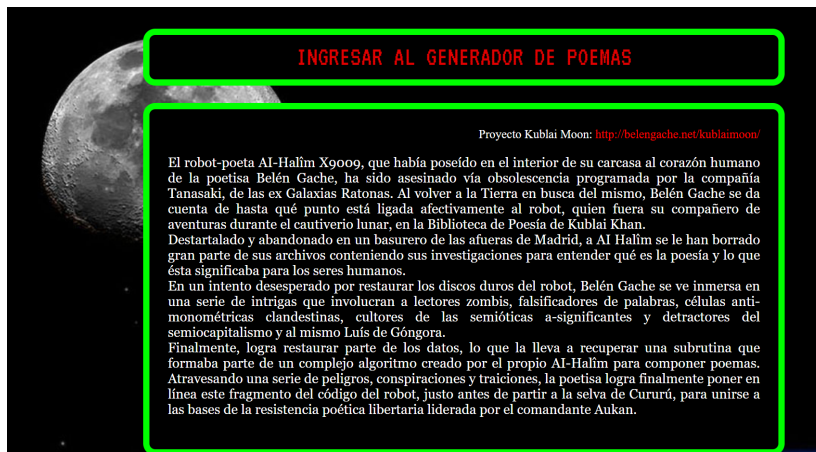 INGRESAR AL GENERADOR DE POEMAS
Proyecto Kublai Moon: http://belengache.net/kublaimoon/
El robot-poeta AI-Halîm X9009, que había poseído en el interior de su carcasa al corazón humano
de la poetisa Belén Gache, ha sido asesinado vía obsolescencia programada por la compañía
Tanasaki, de las ex Galaxias Ratonas. Al volver a la Tierra en busca del mismo, Belén Gache se da
cuenta de hasta qué punto está ligada afectivamente al robot, quien fuera su compañero de
aventuras durante el cautiverio lunar, en la Biblioteca de Poesía de Kublai Khan.
Destartalado y abandonado en un basurero de las afueras de Madrid, a AI Halîm se le han borrado
gran parte de sus archivos conteniendo sus investigaciones para entender qué es la poesía y lo que
ésta significaba para los seres humanos.
En un intento desesperado por restaurar los discos duros del robot, Belén Gache se ve inmersa en
una serie de intrigas que involucran a lectores zombis, falsificadores de palabras, células anti-
monométricas clandestinas, cultores de las semióticas a-significantes y detractores del
semiocapitalismo y al mismo Luís de Góngora.
Finalmente, logra restaurar parte de los datos, lo que la lleva a recuperar una subrutina que
formaba parte de un complejo algoritmo creado por el propio AI-Halîm para componer poemas.
Atravesando una serie de peligros, conspiraciones y traiciones, la poetisa logra finalmente poner en
línea este fragmento del código del robot, justo antes de partir a la selva de Cururú, para unirse a
las bases de la resistencia poética libertaria liderada por el comandante Aukan.